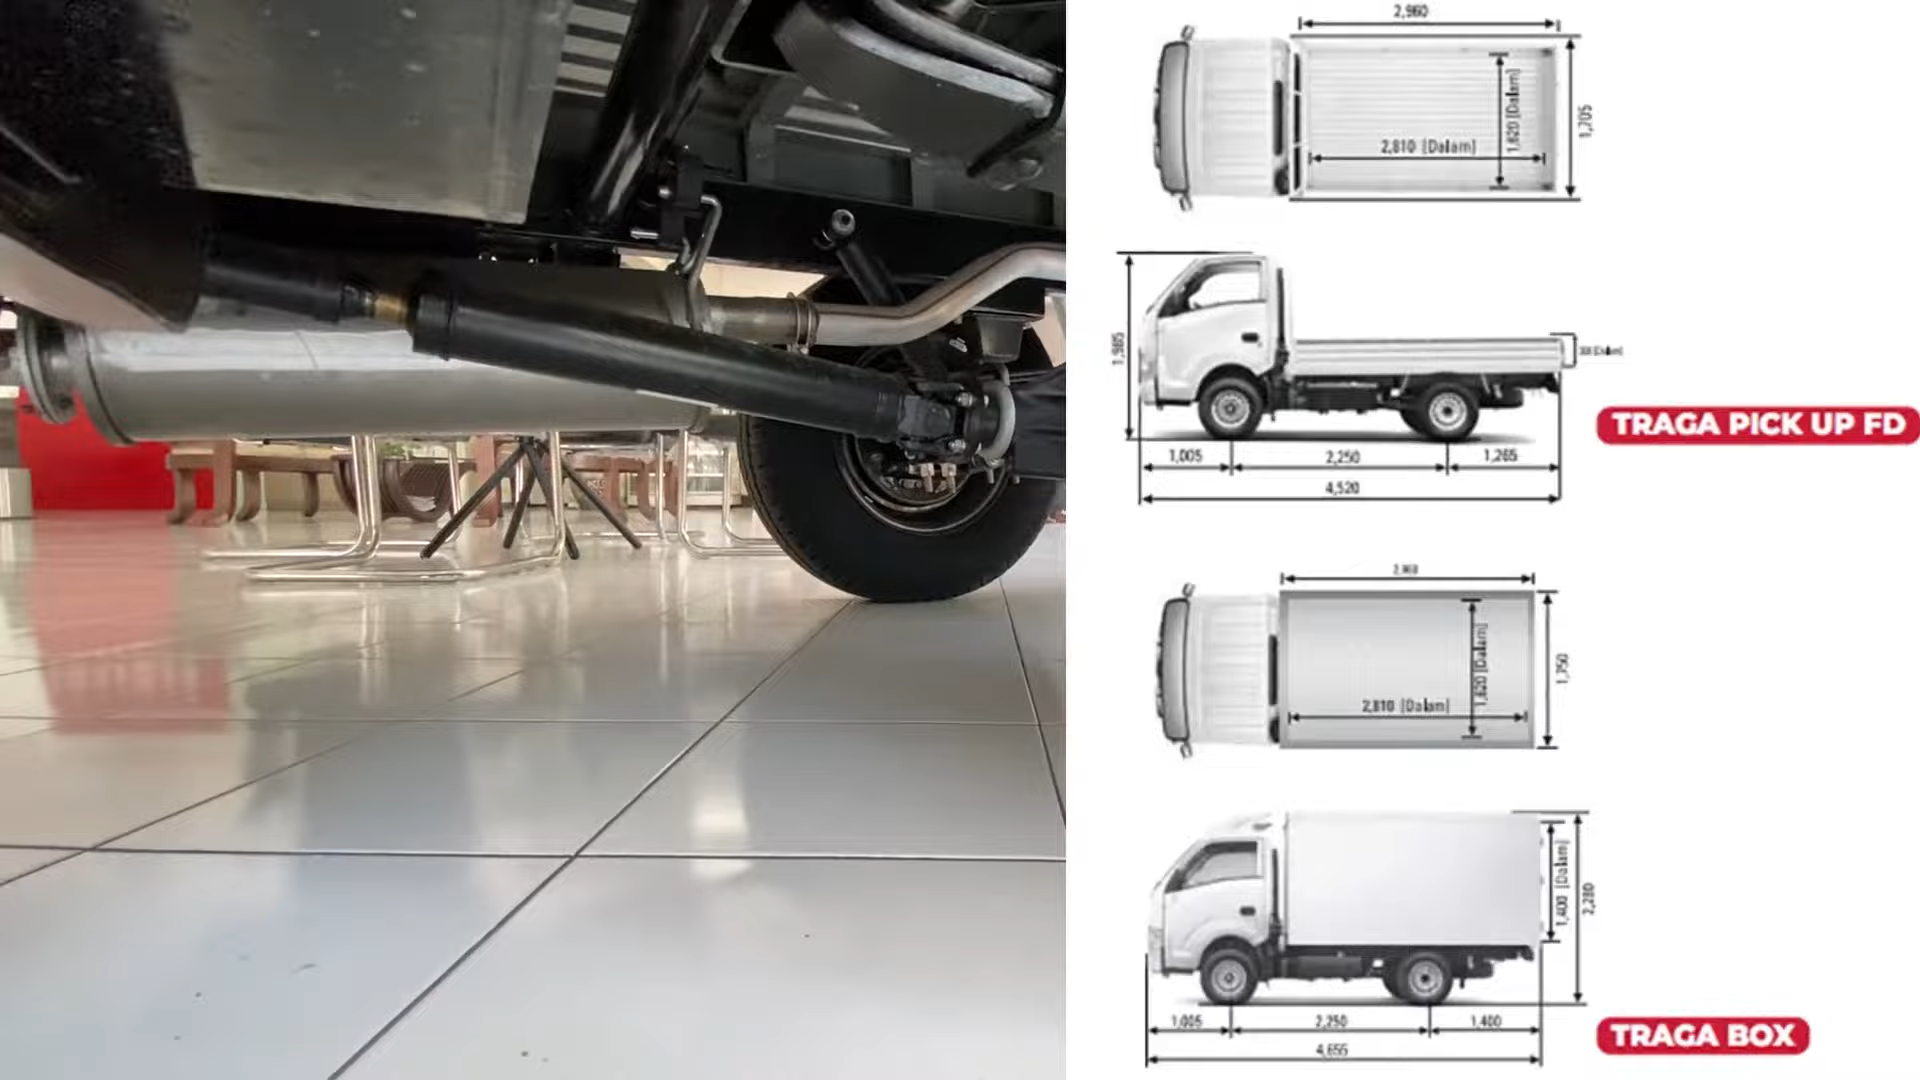 2,960
2,810 [Dalam]
1,620 [Dalam]
1,705
1,985
1,005
2,250
1,265
4,520
TRAGA PICK UP FD
2,810 [Dalam]
1,620 [Dalam]
1,750
1,400 [Dalam]
2,280
1,005
2,250
1,400
4,655
TRAGA BOX